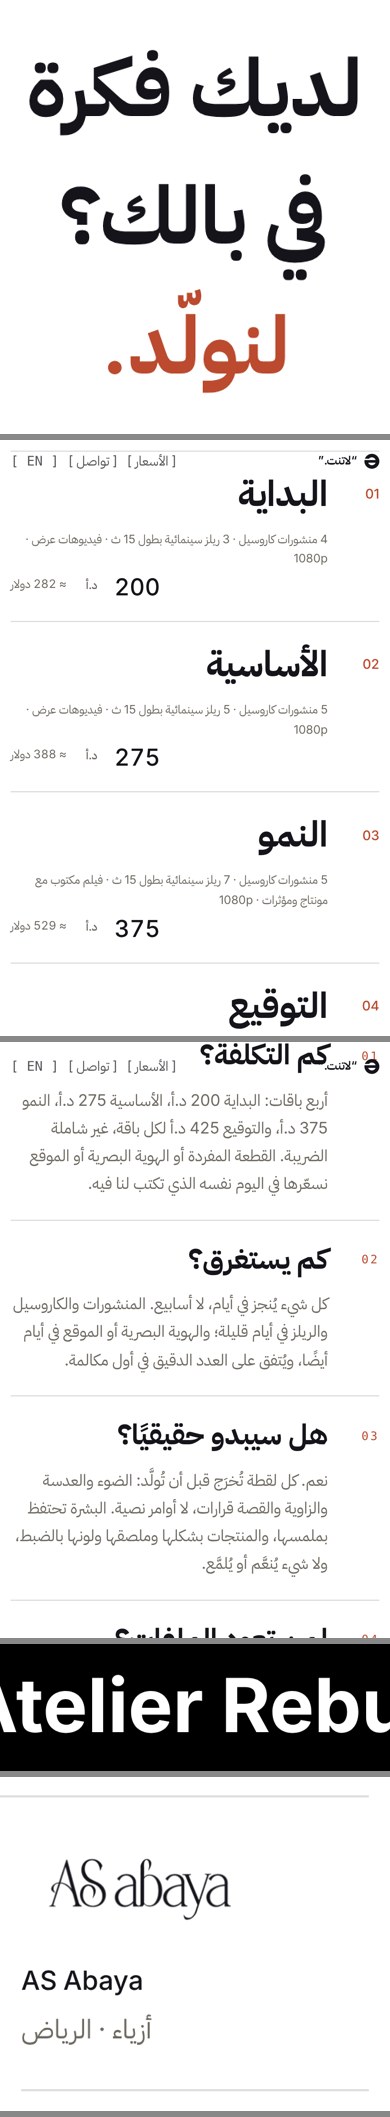 لديك فكرة
في بالك؟
لنولّد.
"لاتنت." [ الأسعار ] [ تواصل ] [ EN ]
01 البداية
4 منشورات كاروسيل · 3 ريلز سينمائية بطول 15 ث · فيديوهات عرض ·
1080p
200 د.أ ≈ 282 دولار
02 الأساسية
5 منشورات كاروسيل · 5 ريلز سينمائية بطول 15 ث · فيديوهات عرض ·
1080p
275 د.أ ≈ 388 دولار
03 النمو
5 منشورات كاروسيل · 7 ريلز سينمائية بطول 15 ث · فيلم مكتوب مع
مونتاج ومؤثرات · 1080p
375 د.أ ≈ 529 دولار
04 التوقيع
01 كم التكلفة؟
"لاتنت." [ الأسعار ] [ تواصل ] [ EN ]
أربع باقات: البداية 200 د.أ، الأساسية 275 د.أ، النمو
375 د.أ، والتوقيع 425 د.أ لكل باقة، غير شاملة
الضريبة. القطعة المفردة أو الهوية البصرية أو الموقع
نسعّرها في اليوم نفسه الذي تكتب لنا فيه.
02 كم يستغرق؟
كل شيء يُنجز في أيام، لا أسابيع. المنشورات والكاروسيل
والريلز في أيام قليلة؛ والهوية البصرية أو الموقع في أيام
أيضًا، ويُتفق على العدد الدقيق في أول مكالمة.
03 هل سيبدو حقيقيًا؟
نعم. كل لقطة تُخرَج قبل أن تُولَّد: الضوء والعدسة
والزاوية والقصة قرارات، لا أوامر نصية. البشرة تحتفظ
بملمسها، والمنتجات بشكلها وملصقها ولونها بالضبط،
ولا شيء يُنعَّم أو يُلمَّع.
Atelier Rebu
AS abaya
AS Abaya
أزياء · الرياض